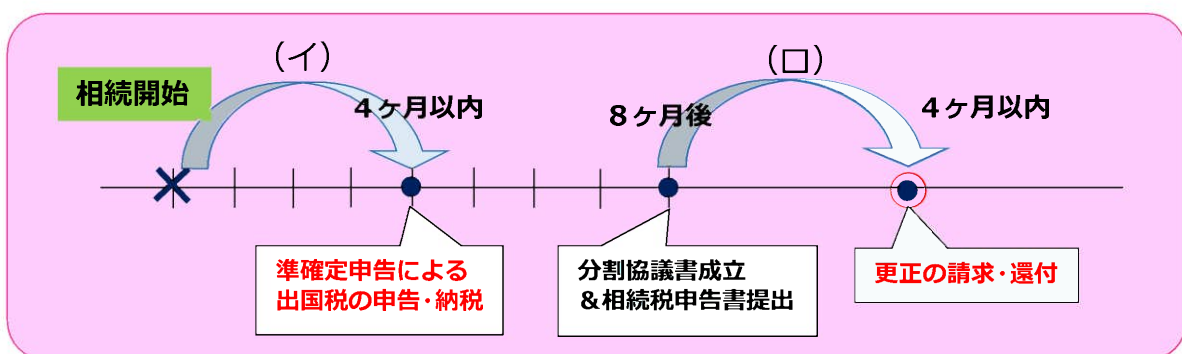 (イ)
(ロ)
相続開始
4ヶ月以内
8ヶ月後
4ヶ月以内
準確定申告による
出国税の申告・納税
分割協議書成立
&相続税申告書提出
更正の請求・還付